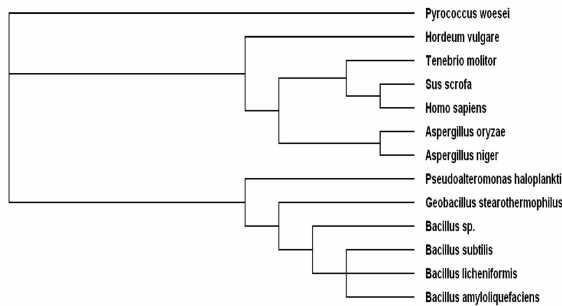 Pyrococcus woesei
Hordeum vulgare
Tenebrio molitor
Sus scrofa
Homo sapiens
Aspergillus oryzae
Aspergillus niger
Pseudoalteromonas haloplankti
Geobacillus stearothermophilus
Bacillus sp.
Bacillus subtilis
Bacillus licheniformis
Bacillus amyloliquefaciens